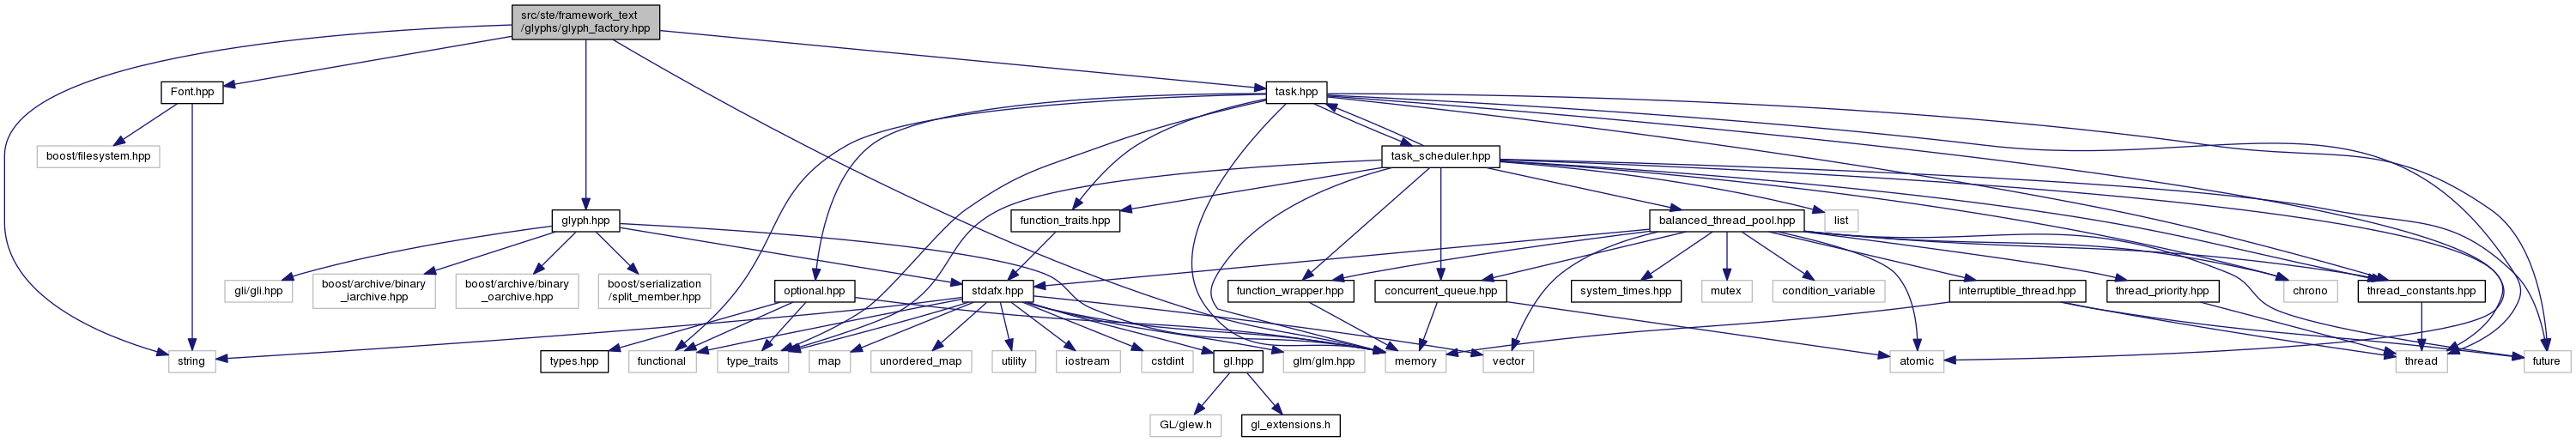 src/ste/framework_text
/glyphs/glyph_factory.hpp
Font.hpp
task.hpp
boost/filesystem.hpp
task_scheduler.hpp
glyph.hpp
function_traits.hpp
balanced_thread_pool.hpp
list
gli/gli.hpp
boost/archive/binary
_iarchive.hpp
boost/archive/binary
_oarchive.hpp
boost/serialization
/split_member.hpp
optional.hpp
stdafx.hpp
function_wrapper.hpp
concurrent_queue.hpp
system_times.hpp
mutex
condition_variable
interruptible_thread.hpp
thread_priority.hpp
chrono
thread_constants.hpp
string
types.hpp
functional
type_traits
map
unordered_map
utility
iostream
cstdint
gl.hpp
glm/glm.hpp
memory
vector
atomic
thread
future
GL/glew.h
gl_extensions.h